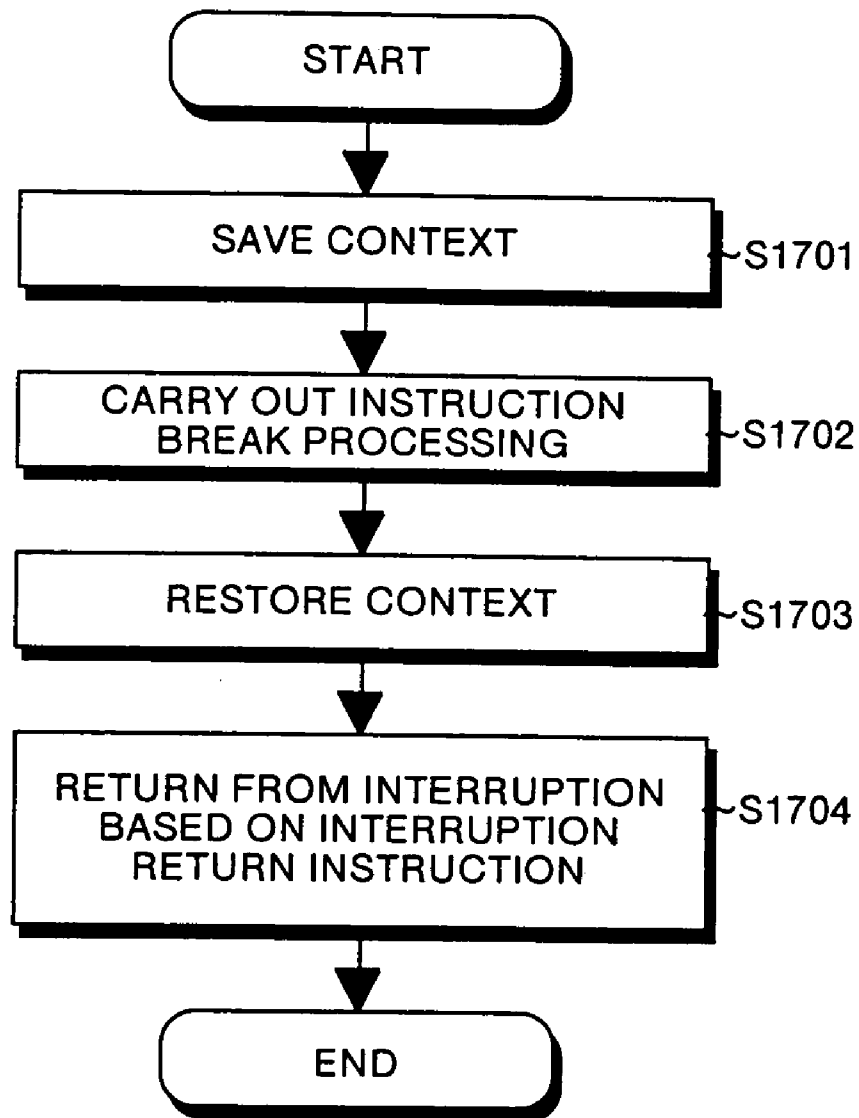 START
SAVE CONTEXT
S1701
CARRY OUT INSTRUCTION
BREAK PROCESSING
S1702
RESTORE CONTEXT
S1703
RETURN FROM INTERRUPTION
BASED ON INTERRUPTION
RETURN INSTRUCTION
S1704
END